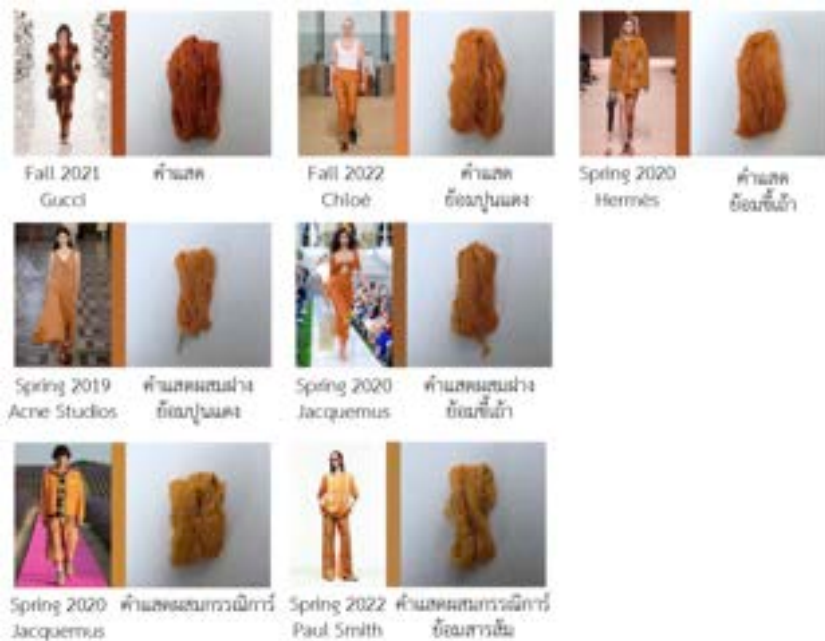 Fall 2021
Gucci
คำแสด
Fall 2022
Chloé
คำแสด
ย้อมปูนแดง
Spring 2020
Hermès
คำแสด
ย้อมขี้เถ้า
Spring 2019
Acne Studios
คำแสดผสมฝาง
ย้อมปูนแดง
Spring 2020
Jacquemus
คำแสดผสมฝาง
ย้อมขี้เถ้า
Spring 2020
Jacquemus
คำแสดผสมกรรณิการ์
Spring 2022
Paul Smith
คำแสดผสมกรรณิการ์
ย้อมสารส้ม